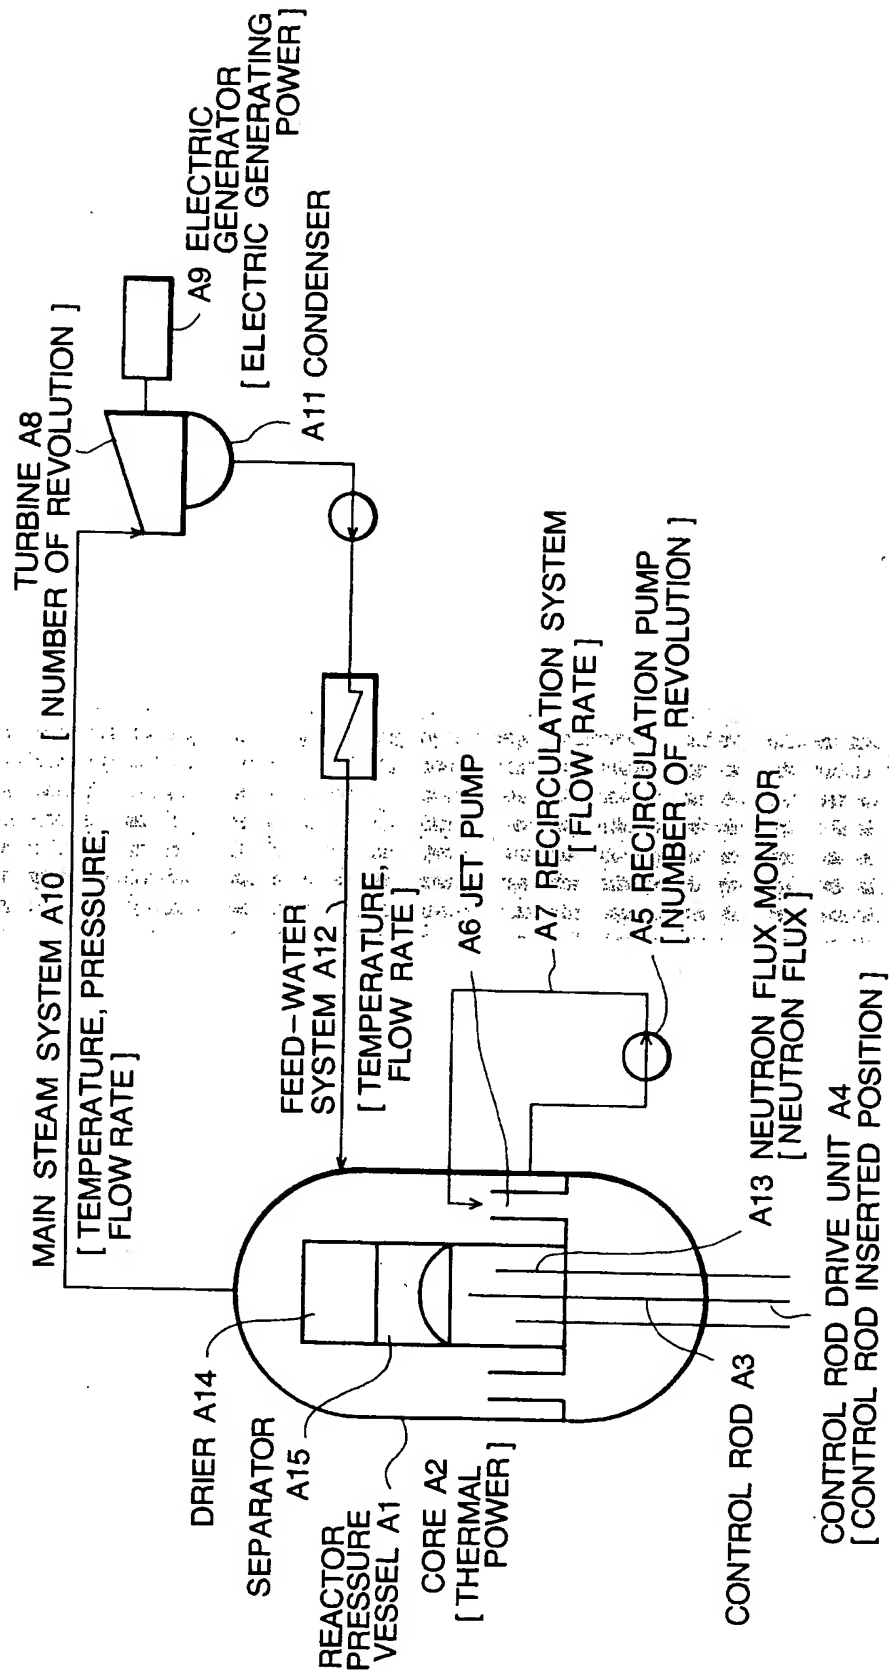 MAIN STEAM SYSTEM A10
[ TEMPERATURE, PRESSURE,
FLOW RATE ]
TURBINE A8
[ NUMBER OF REVOLUTION ]
A9 ELECTRIC
GENERATOR
[ ELECTRIC GENERATING
POWER ]
A11 CONDENSER
FEED-WATER
SYSTEM A12
[ TEMPERATURE,
FLOW RATE ]
DRIER A14
SEPARATOR
A15
REACTOR
PRESSURE
VESSEL A1
CORE A2
[ THERMAL
POWER ]
A6 JET PUMP
A7 RECIRCULATION SYSTEM
[ FLOW RATE ]
A5 RECIRCULATION PUMP
[ NUMBER OF REVOLUTION ]
A13 NEUTRON FLUX MONITOR
[ NEUTRON FLUX ]
CONTROL ROD A3
CONTROL ROD DRIVE UNIT A4
[ CONTROL ROD INSERTED POSITION ]